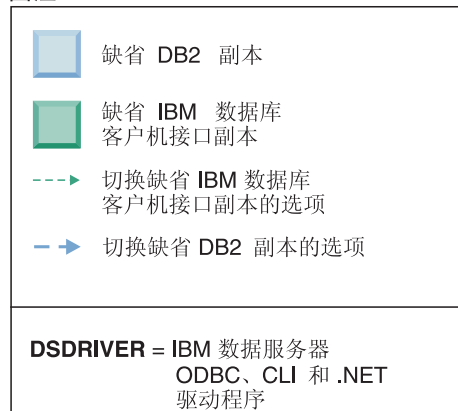 缺省 DB2 副本
缺省 IBM 数据库
客户机接口副本
切换缺省 IBM 数据库
客户机接口副本的选项
切换缺省 DB2 副本的选项
DSDRIVER = IBM 数据服务器
ODBC、CLI 和 .NET
驱动程序